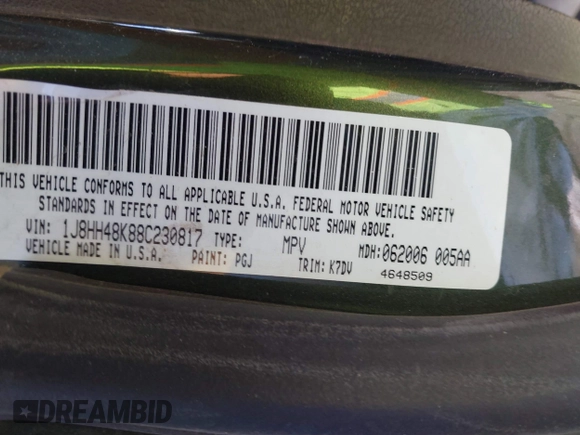 THIS VEHICLE CONFORMS TO ALL APPLICABLE U.S.A. FEDERAL MOTOR VEHICLE SAFETY
STANDARDS IN EFFECT ON THE DATE OF MANUFACTURE SHOWN ABOVE.
VIN: 1J8HH48K88C230817 TYPE: MPV MDH:062006 005AA
VEHICLE MADE IN U.S.A. PAINT: PGJ TRIM: K7DV 4648509
DREAMBID